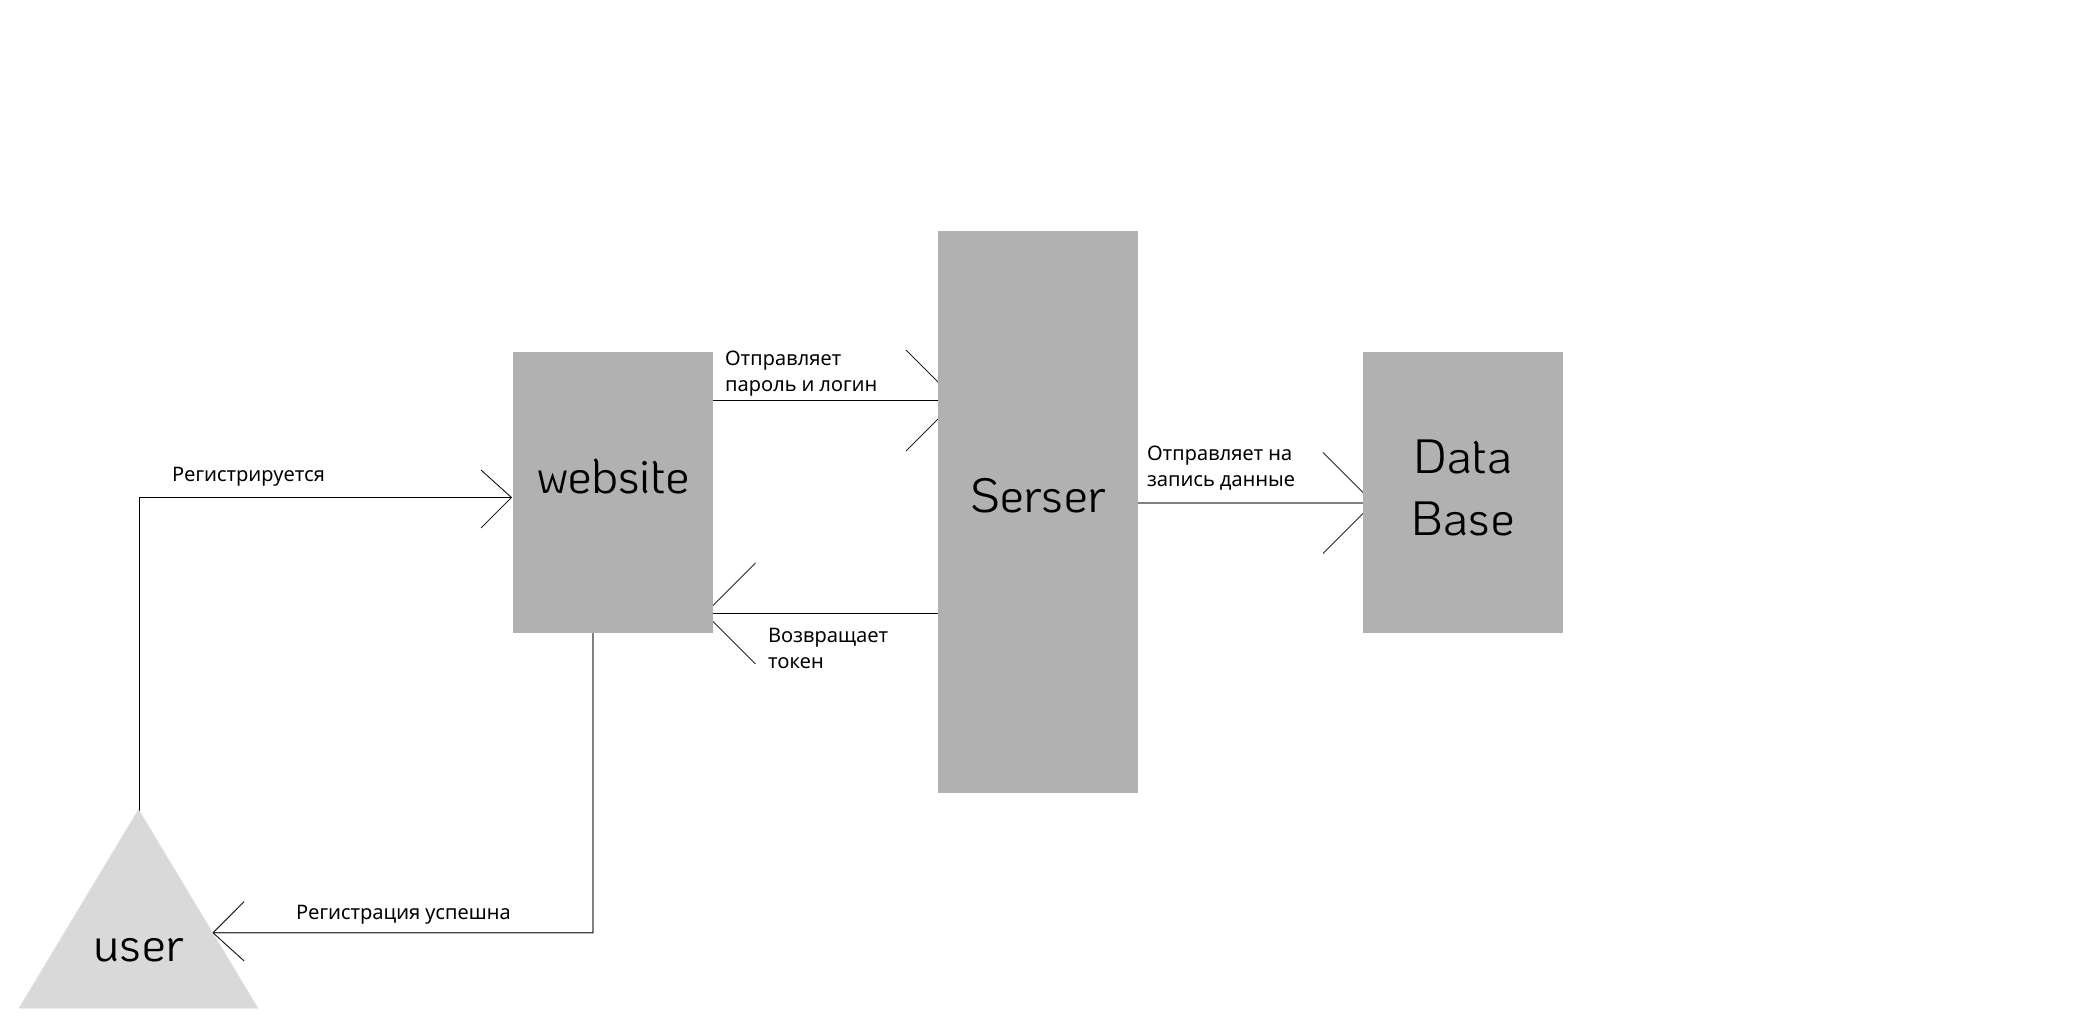 Отправляет
пароль и логин
Регистрируется
website
Serser
Отправляет на
запись данные
Data
Base
Возвращает
токен
Регистрация успешна
user